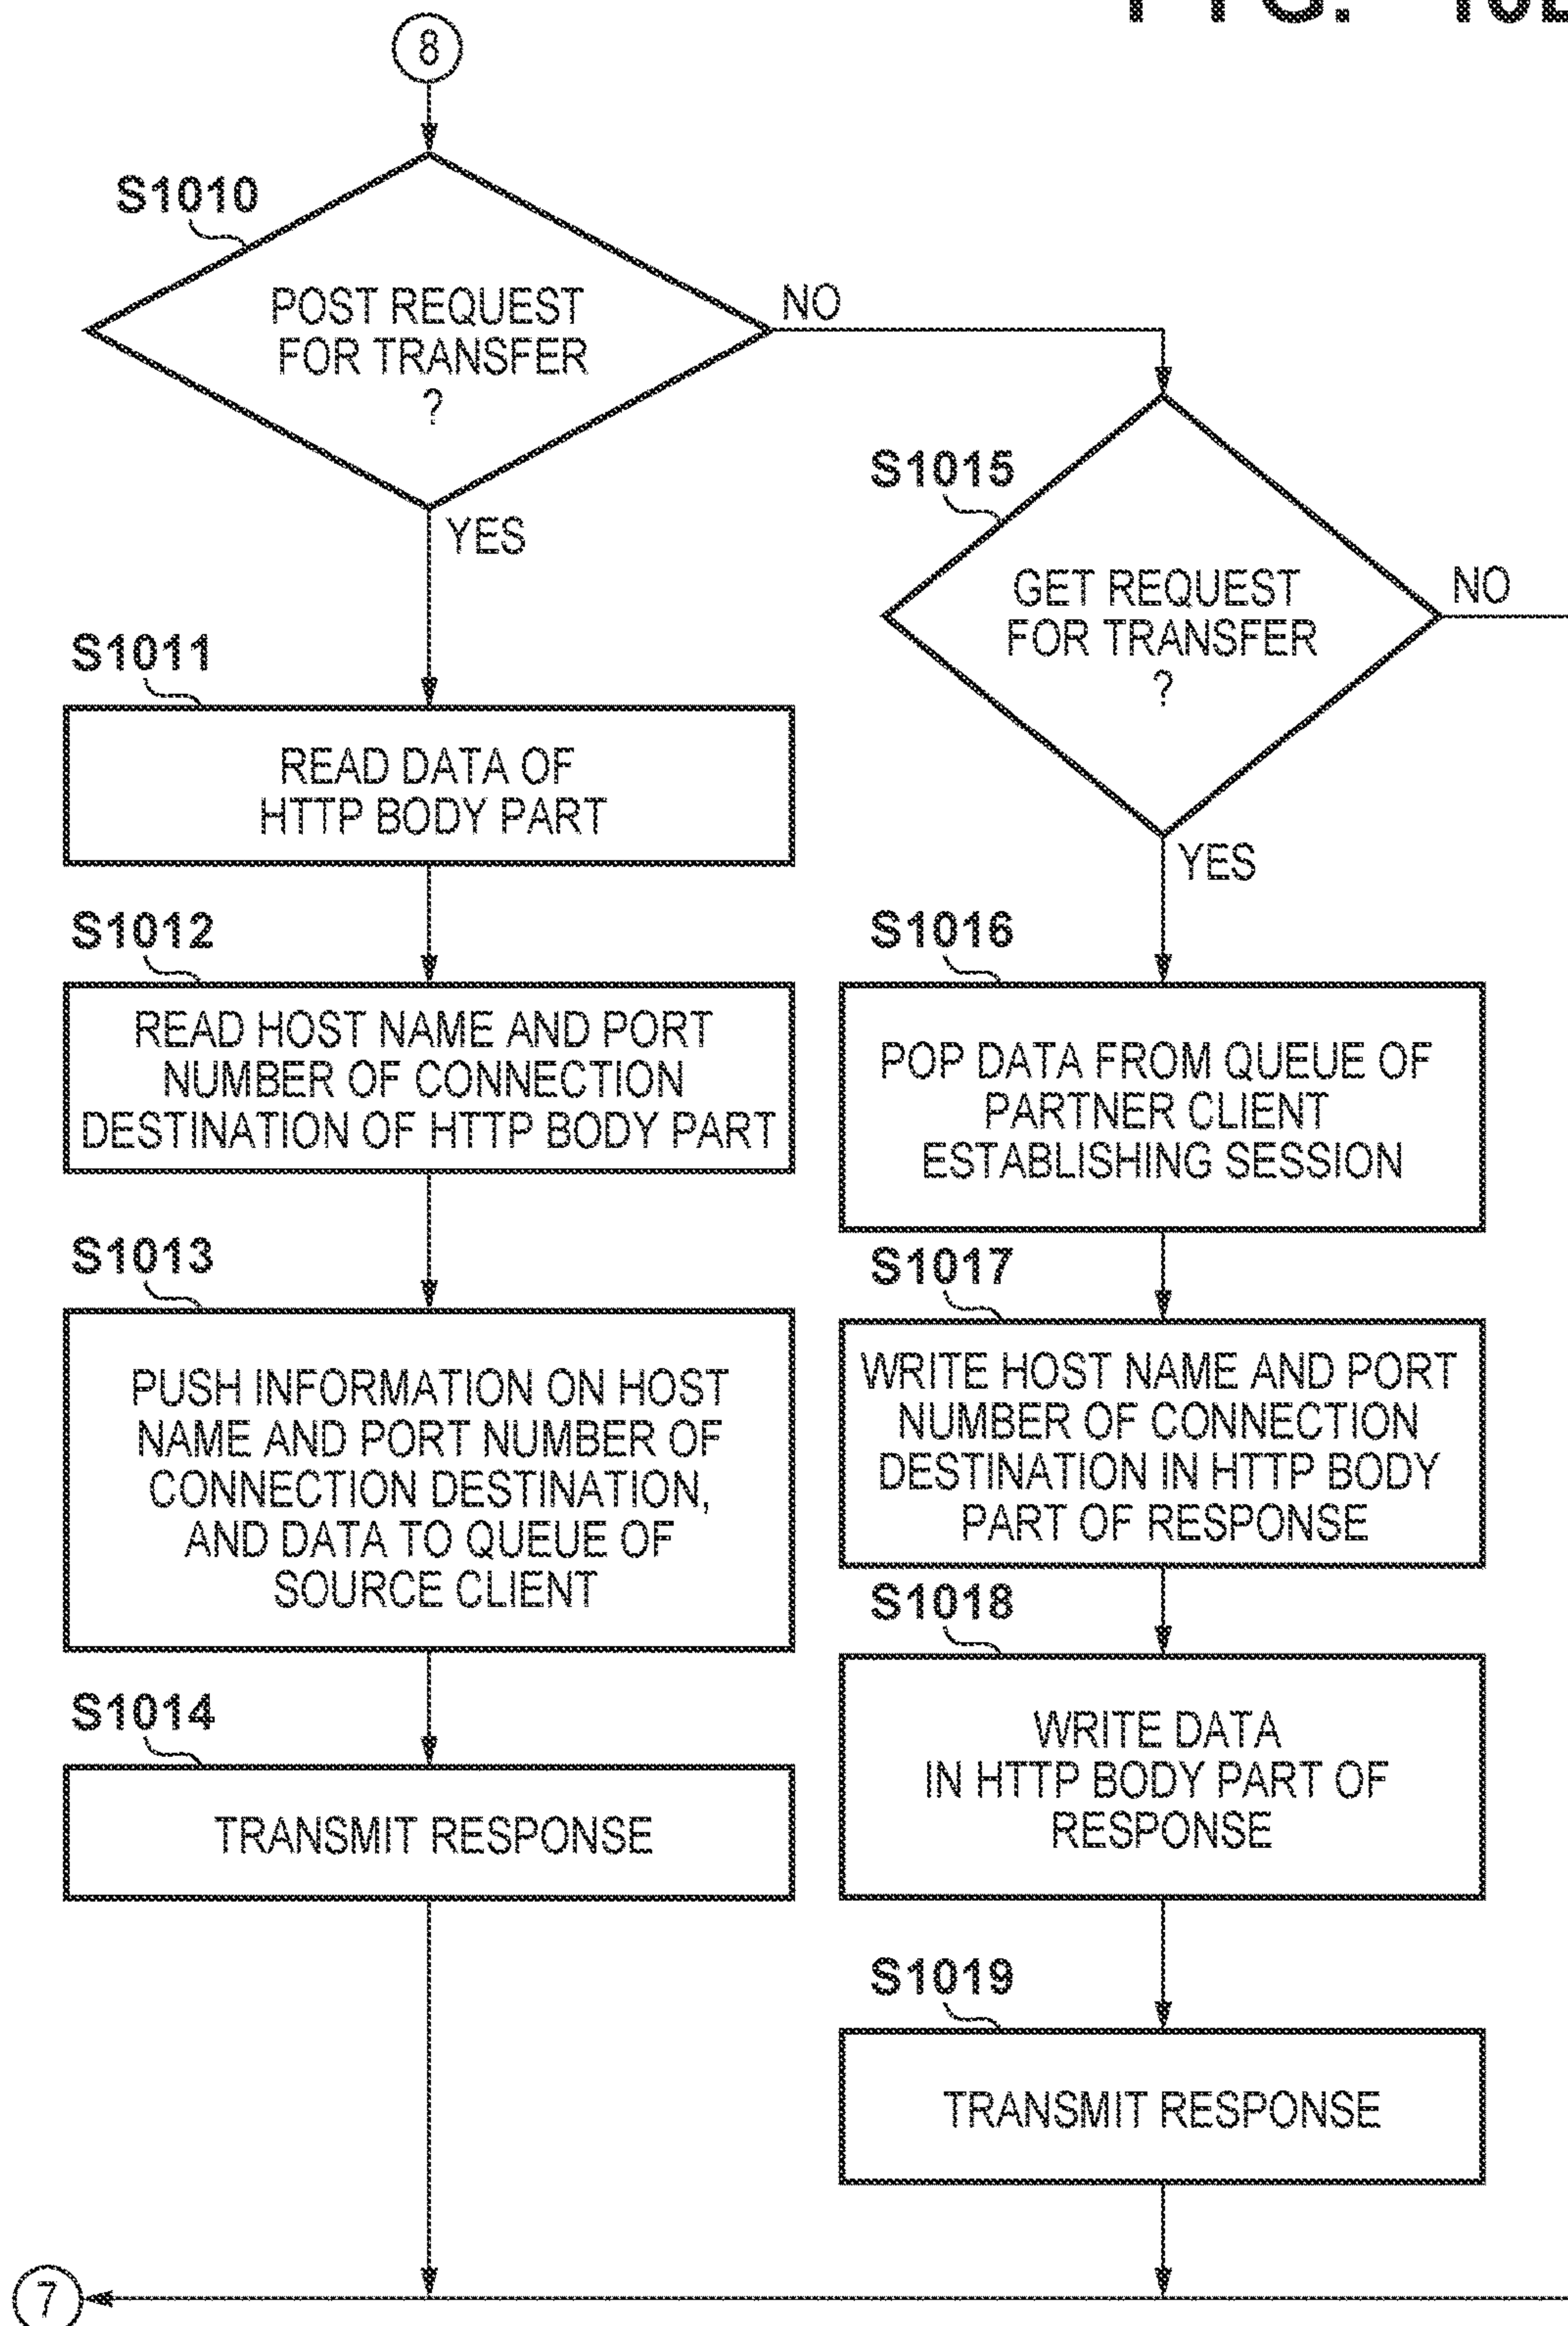 FIG. 10B
8
S1010
POST REQUEST
FOR TRANSFER
?
NO
YES
S1011
READ DATA OF
HTTP BODY PART
S1012
READ HOST NAME AND PORT
NUMBER OF CONNECTION
DESTINATION OF HTTP BODY PART
S1013
PUSH INFORMATION ON HOST
NAME AND PORT NUMBER OF
CONNECTION DESTINATION,
AND DATA TO QUEUE OF
SOURCE CLIENT
S1014
TRANSMIT RESPONSE
S1015
GET REQUEST
FOR TRANSFER
?
NO
YES
S1016
POP DATA FROM QUEUE OF
PARTNER CLIENT
ESTABLISHING SESSION
S1017
WRITE HOST NAME AND PORT
NUMBER OF CONNECTION
DESTINATION IN HTTP BODY
PART OF RESPONSE
S1018
WRITE DATA
IN HTTP BODY PART OF
RESPONSE
S1019
TRANSMIT RESPONSE
7